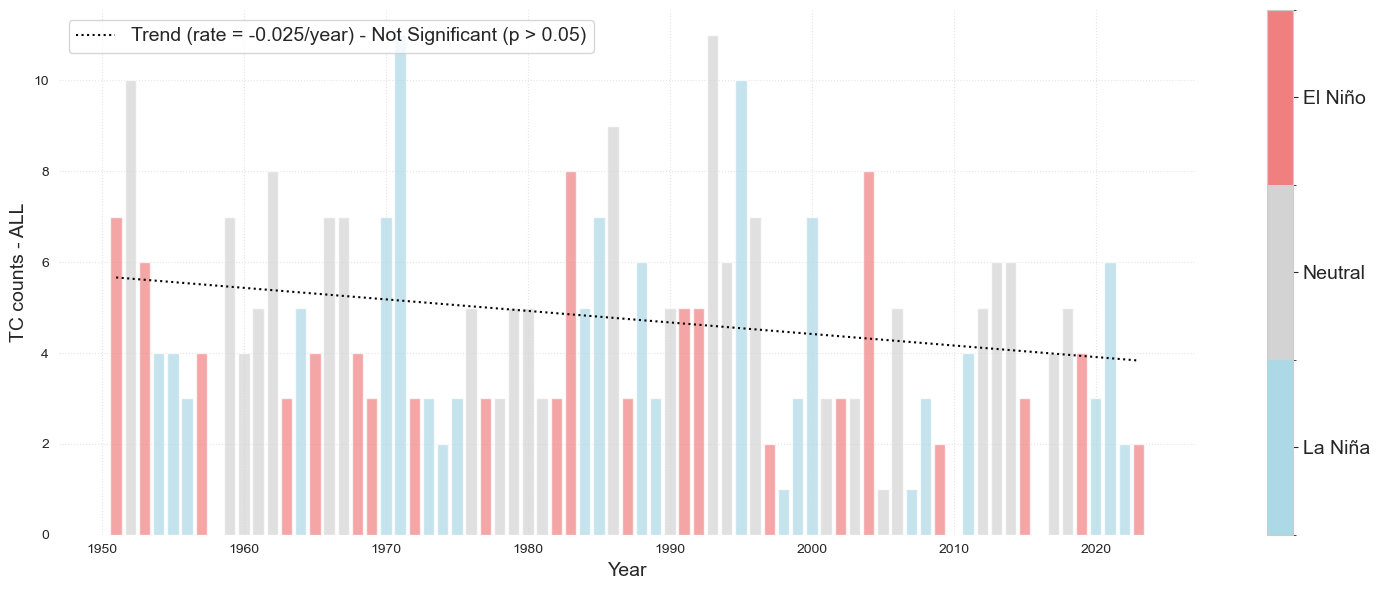 Trend (rate = -0.025/year) - Not Significant (p > 0.05)
TC counts - ALL
10
8
6
4
2
0
1950 1960 1970 1980 1990 2000 2010 2020
Year
El Niño
Neutral
La Niña